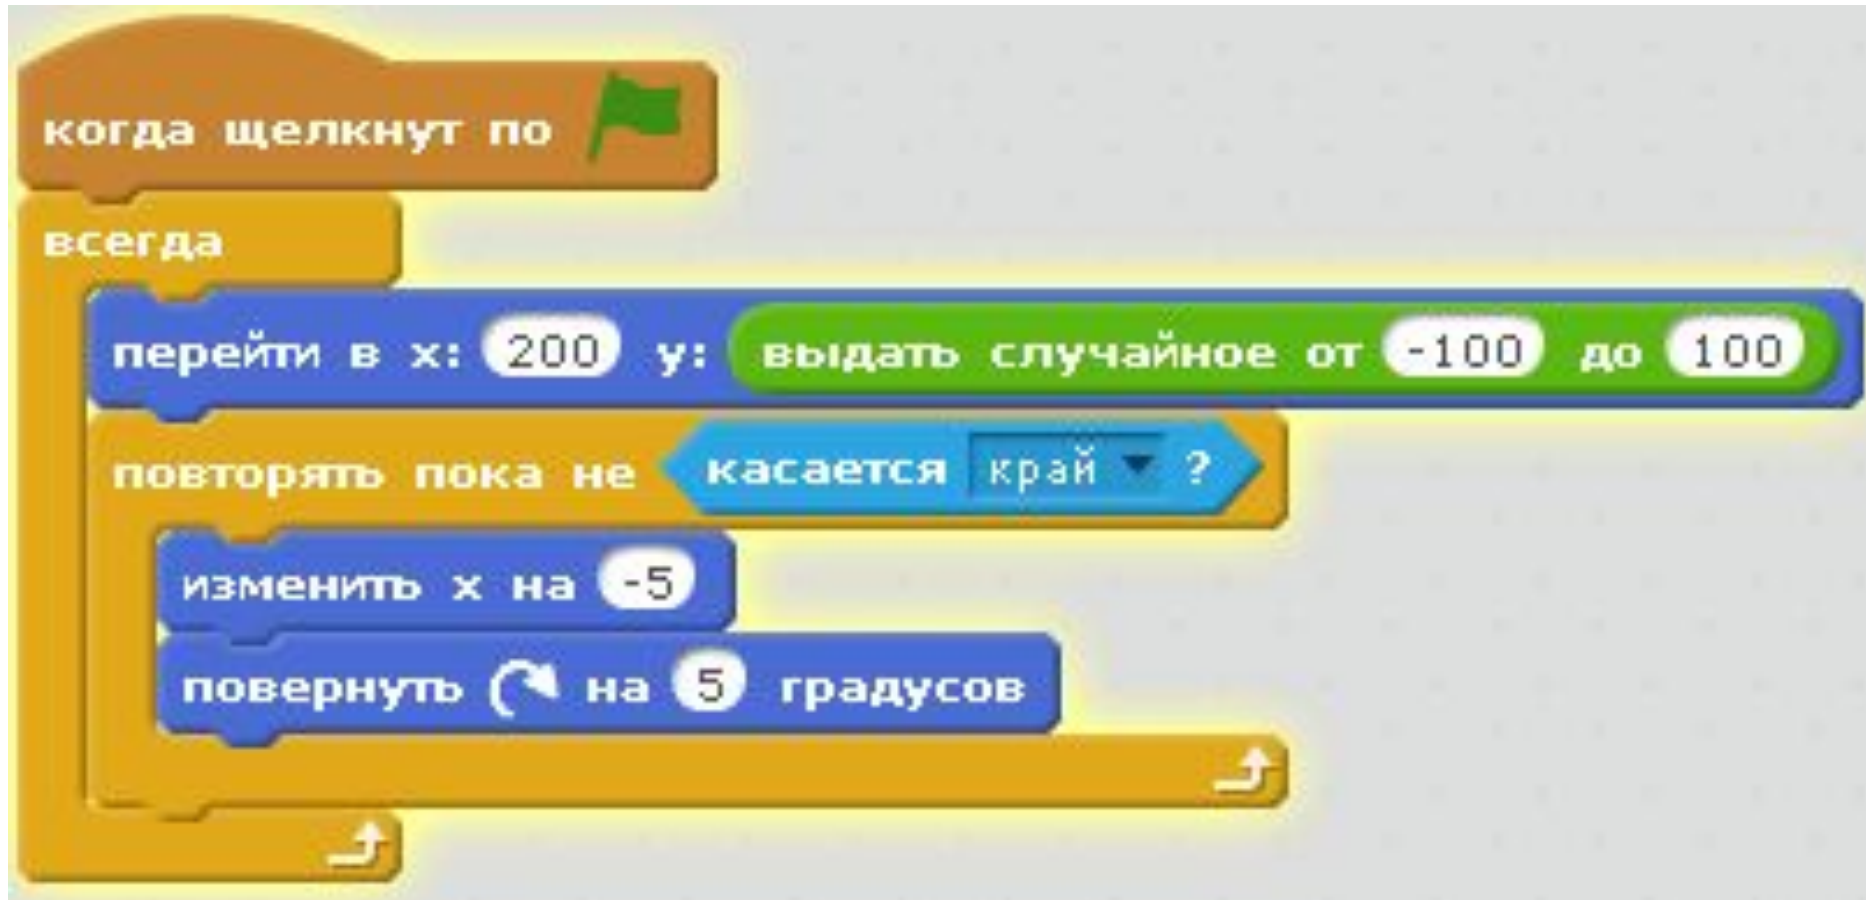 когда щелкнут по
всегда
перейти в x: 200 y: выдать случайное от -100 до 100
повторять пока не касается край ?
изменить x на -5
повернуть на 5 градусов